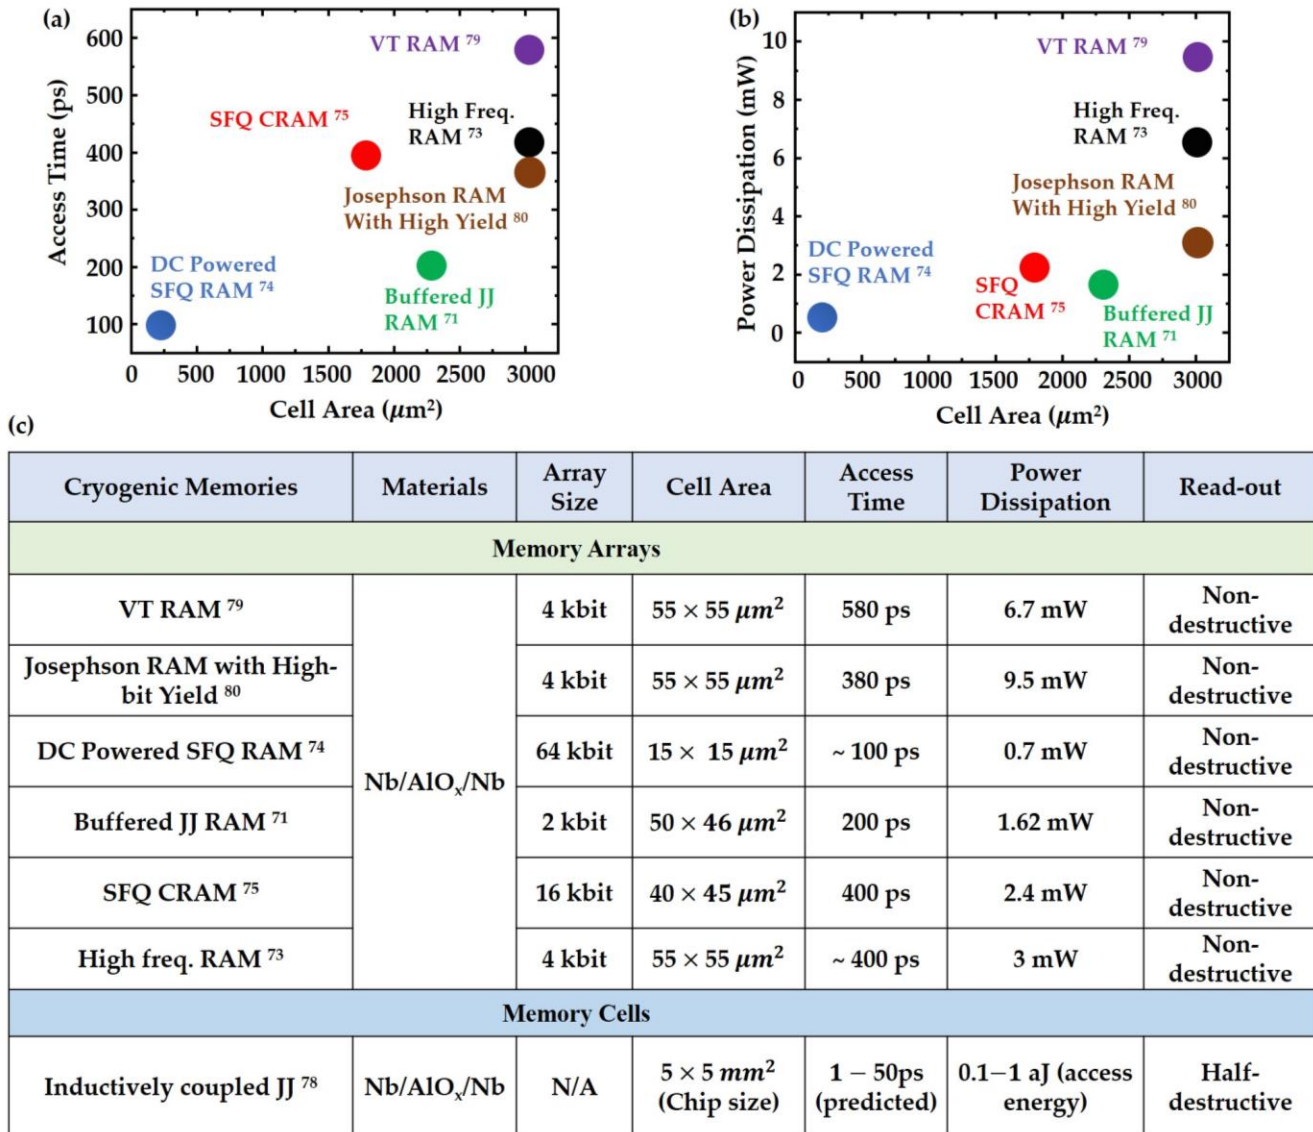 (a)
600
500
400
300
200
100
Access Time (ps)
VT RAM 79
SFQ CRAM 75
High Freq.
RAM 73
Josephson RAM
With High Yield 80
DC Powered
SFQ RAM 74
Buffered JJ
RAM 71
0 500 1000 1500 2000 2500 3000
Cell Area (μm²)
(b)
10
8
6
4
2
0
Power Dissipation (mW)
VT RAM 79
High Freq.
RAM 73
Josephson RAM
With High Yield 80
DC Powered
SFQ RAM 74
SFQ
CRAM 75
Buffered JJ
RAM 71
0 500 1000 1500 2000 2500 3000
Cell Area (μm²)
(c)
Cryogenic Memories
Materials
Array
Size
Cell Area
Access
Time
Power
Dissipation
Read-out
Memory Arrays
VT RAM 79
Nb/AlOx/Nb
4 kbit
55 × 55 μm²
580 ps
6.7 mW
Non-
destructive
Josephson RAM with High-
bit Yield 80
4 kbit
55 × 55 μm²
380 ps
9.5 mW
Non-
destructive
DC Powered SFQ RAM 74
64 kbit
15 × 15 μm²
~ 100 ps
0.7 mW
Non-
destructive
Buffered JJ RAM 71
2 kbit
50 × 46 μm²
200 ps
1.62 mW
Non-
destructive
SFQ CRAM 75
16 kbit
40 × 45 μm²
400 ps
2.4 mW
Non-
destructive
High freq. RAM 73
4 kbit
55 × 55 μm²
~ 400 ps
3 mW
Non-
destructive
Memory Cells
Inductively coupled JJ 78
Nb/AlOx/Nb
N/A
5 × 5 mm²
(Chip size)
1 – 50ps
(predicted)
0.1–1 aJ (access
energy)
Half-
destructive